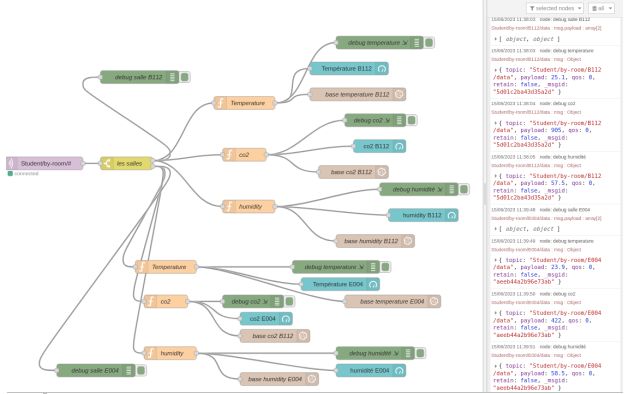 Student/by-room/#
connected
les salles
debug salle B112
Temperature
debug temperature
Température B112
base temperature B112
co2
debug co2
co2 B112
base co2 B112
humidity
debug humidité
humidity B112
base humidity B112
Temperature
debug temperature
Température E004
base temperature E004
co2
debug co2
co2 E004
base co2 B112
humidity
debug humidité
humidité E004
base humidity E004
debug salle E004
selected nodes
all
15/06/2023 11:38:03 node: debug salle B112
Student/by-room/B112/data : msg.payload : array[2]
[ object, object ]
15/06/2023 11:38:03 node: debug temperature
Student/by-room/B112/data : msg : Object
{ topic: "Student/by-room/B112
/data", payload: 25.1, qos: 0,
retain: false, _msgid:
"5d01c2ba43d35a2d" }
15/06/2023 11:38:04 node: debug co2
Student/by-room/B112/data : msg : Object
{ topic: "Student/by-room/B112
/data", payload: 905, qos: 0,
retain: false, _msgid:
"5d01c2ba43d35a2d" }
15/06/2023 11:38:05 node: debug humidité
Student/by-room/B112/data : msg : Object
{ topic: "Student/by-room/B112
/data", payload: 57.5, qos: 0,
retain: false, _msgid:
"5d01c2ba43d35a2d" }
15/06/2023 11:39:48 node: debug salle E004
Student/by-room/E004/data : msg.payload : array[2]
[ object, object ]
15/06/2023 11:39:49 node: debug temperature
Student/by-room/E004/data : msg : Object
{ topic: "Student/by-room/E004
/data", payload: 23.9, qos: 0,
retain: false, _msgid:
"aeeb44a2b96e73ab" }
15/06/2023 11:39:50 node: debug co2
Student/by-room/E004/data : msg : Object
{ topic: "Student/by-room/E004
/data", payload: 422, qos: 0,
retain: false, _msgid:
"aeeb44a2b96e73ab" }
15/06/2023 11:39:51 node: debug humidité
Student/by-room/E004/data : msg : Object
{ topic: "Student/by-room/E004
/data", payload: 58.5, qos: 0,
retain: false, _msgid:
"aeeb44a2b96e73ab" }